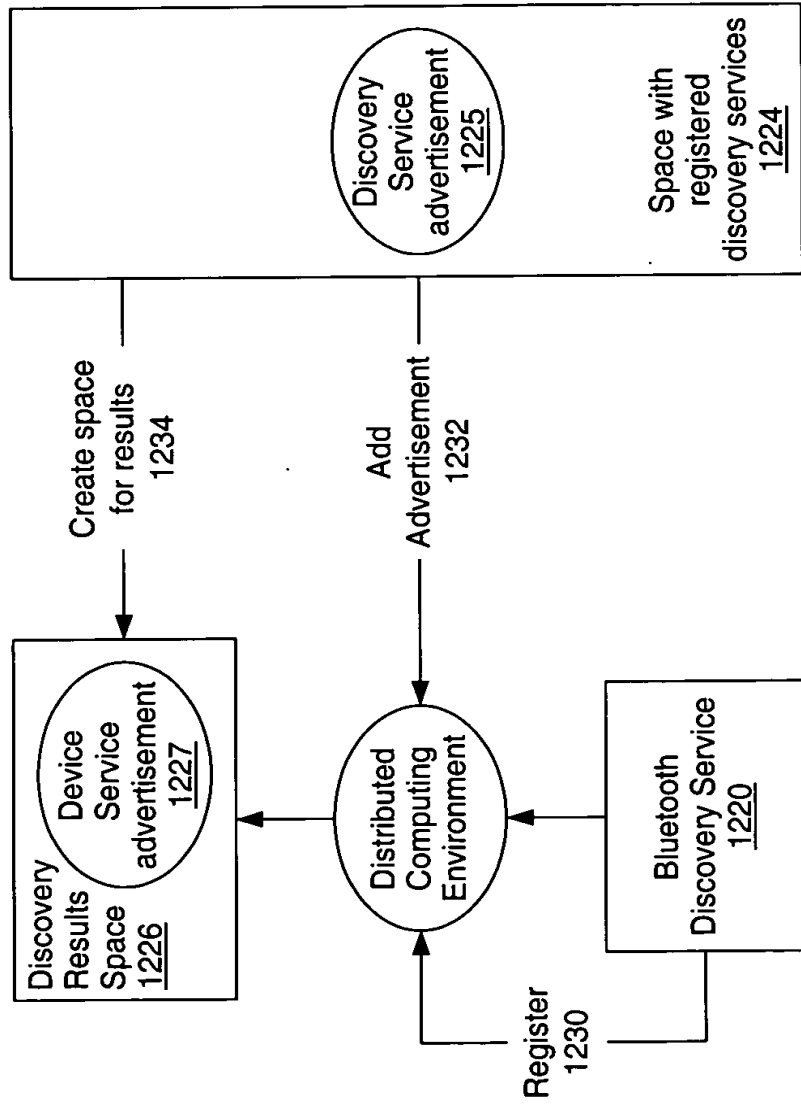 Discovery
Results
Space
1226
Device
Service
advertisement
1227
Create space
for results
1234
Distributed
Computing
Environment
Add
Advertisement
1232
Discovery
Service
advertisement
1225
Register
1230
Bluetooth
Discovery Service
1220
Space with
registered
discovery services
1224